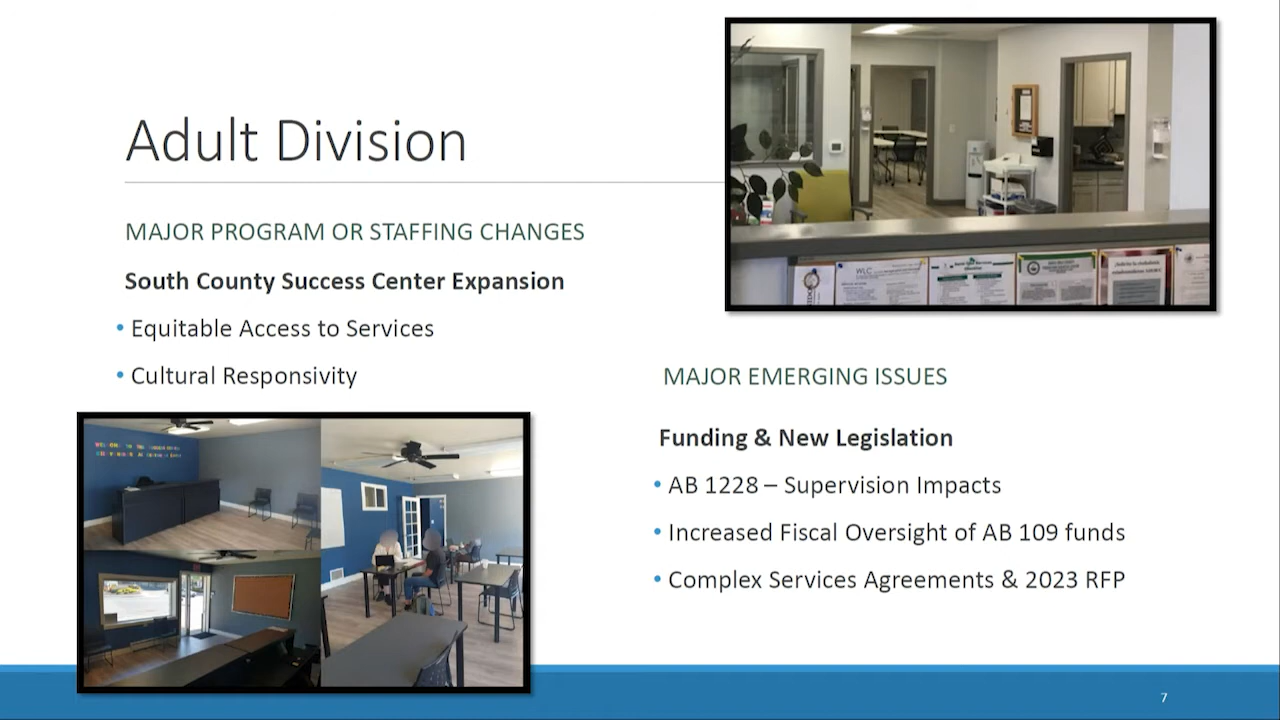 Adult Division
MAJOR PROGRAM OR STAFFING CHANGES
South County Success Center Expansion
• Equitable Access to Services
• Cultural Responsivity
WLC
MAJOR EMERGING ISSUES
Funding & New Legislation
• AB 1228 – Supervision Impacts
• Increased Fiscal Oversight of AB 109 funds
• Complex Services Agreements & 2023 RFP
7